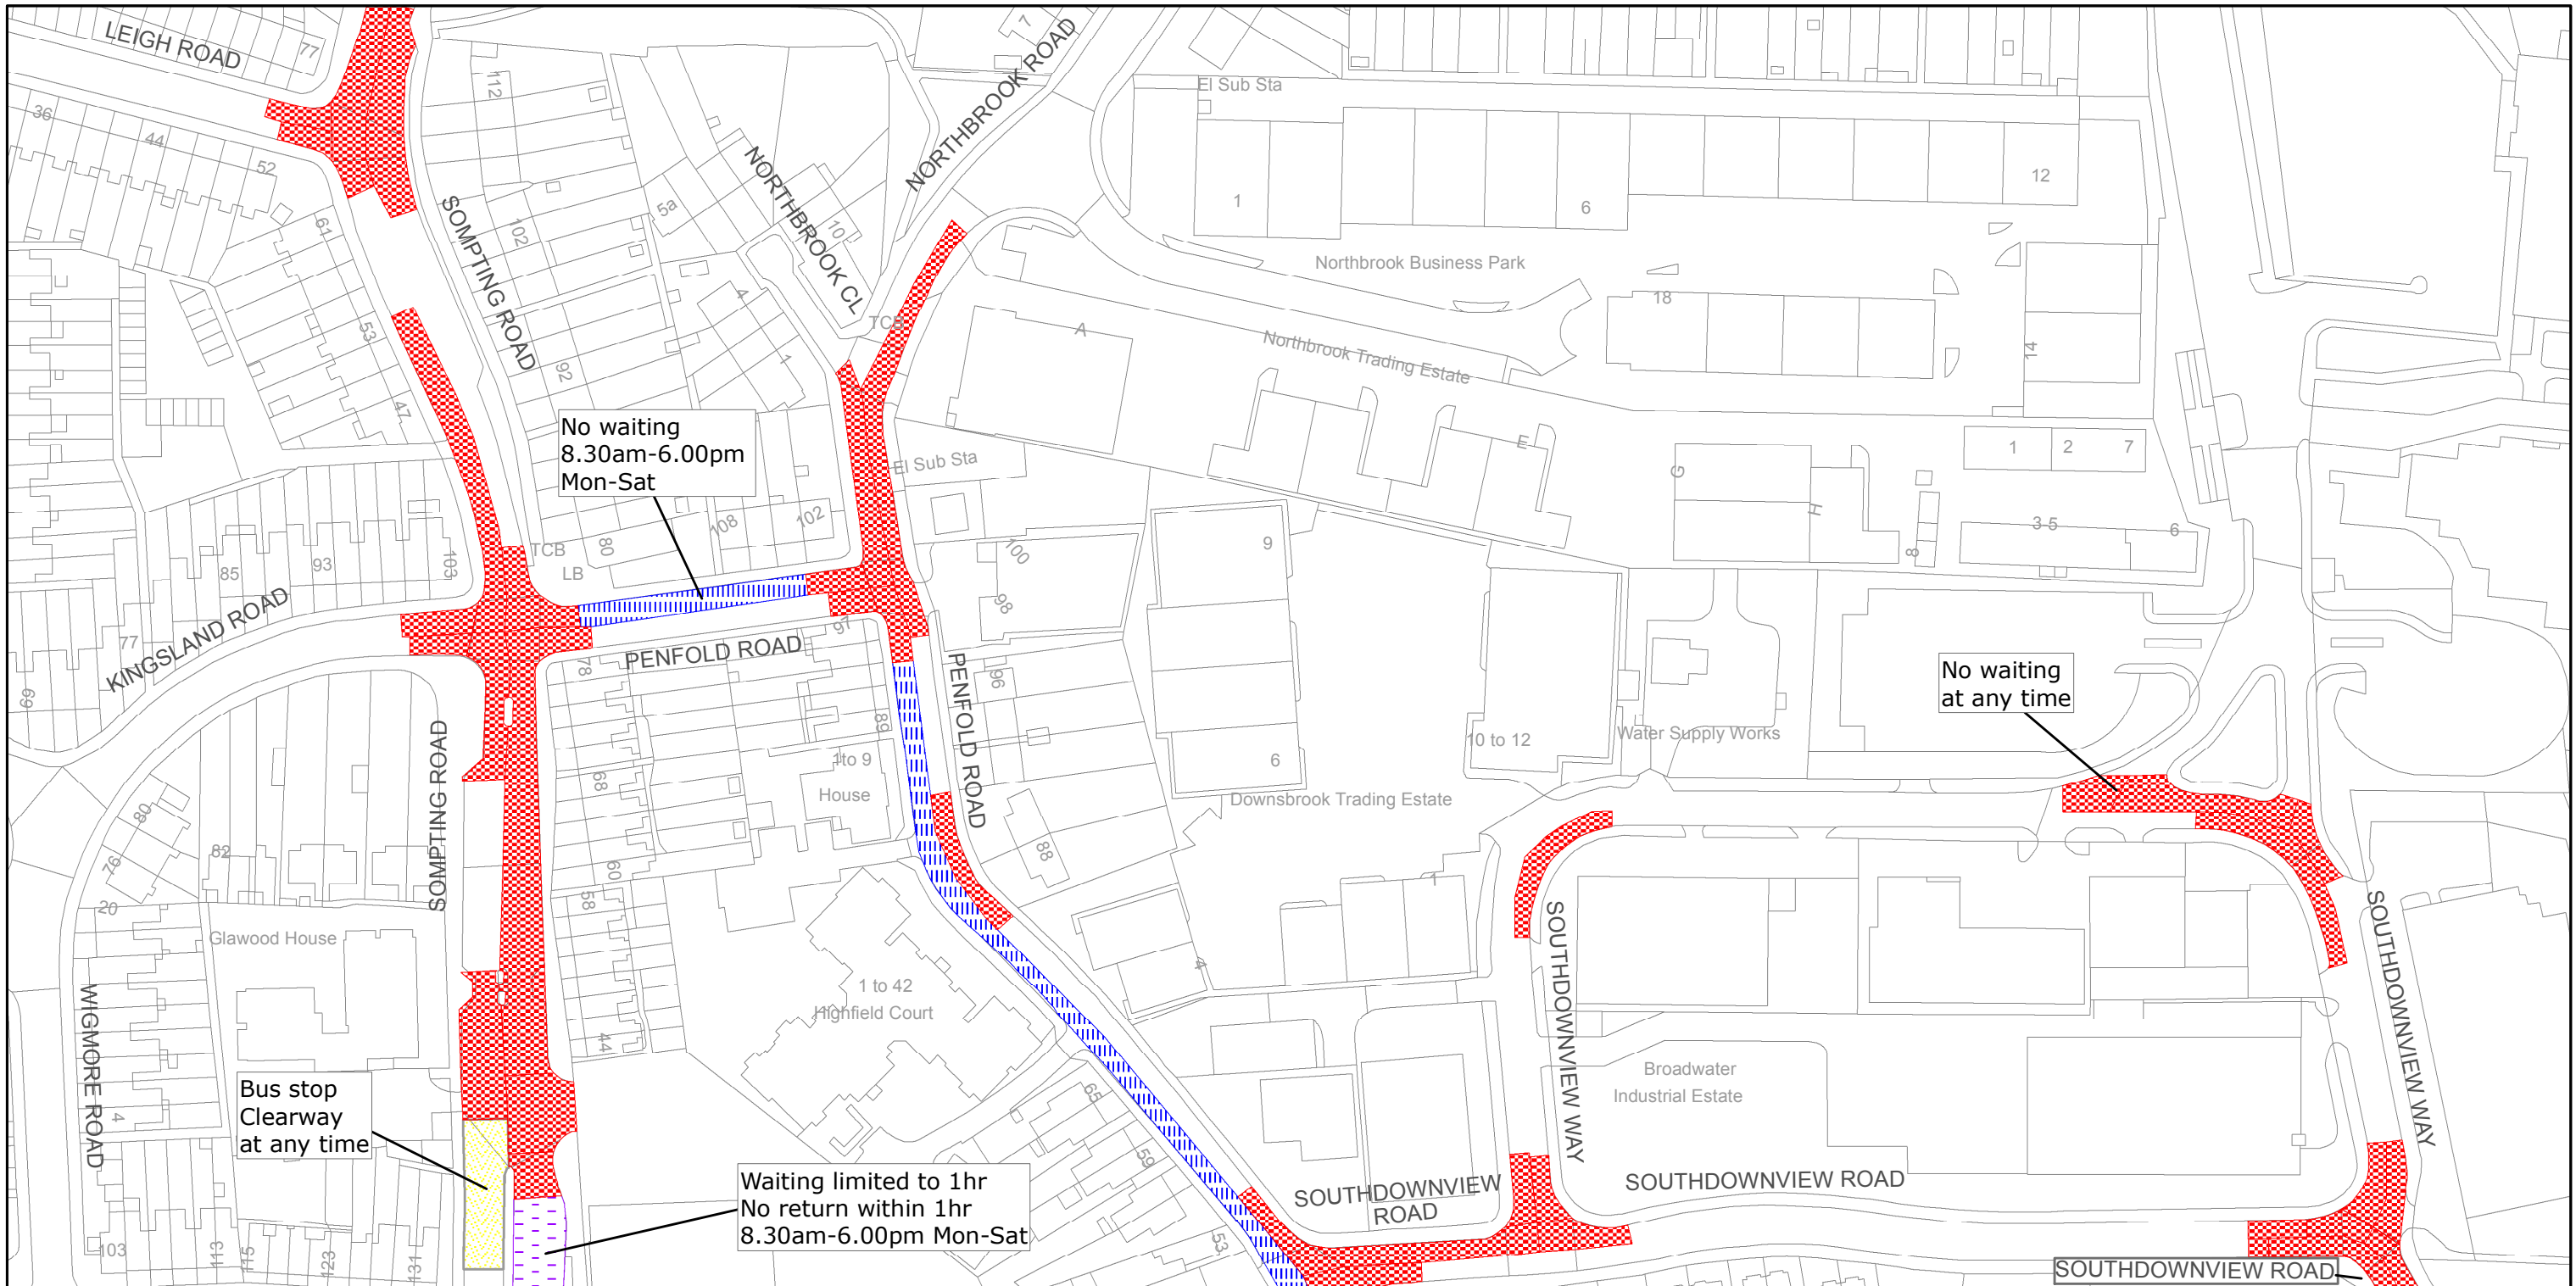 LEIGH ROAD
77
36
44
52
61
53
47
112
102
92
SOMPTING ROAD
5a
4
1
NORTHBROOK CL
10
7
NORTHBROOK ROAD
TCB
El Sub Sta
1
6
12
Northbrook Business Park
18
14
A
Northbrook Trading Estate
E
G
H
8
1
2
7
3-5
6
No waiting
8.30am-6.00pm
Mon-Sat
El Sub Sta
TCB
LB
80
108
102
100
98
9
85
93
103
KINGSLAND ROAD
77
69
PENFOLD ROAD
97
78
89
68
60
58
44
1to 9
House
96
PENFOLD ROAD
88
6
10 to 12
Water Supply Works
No waiting
at any time
Downsbrook Trading Estate
1
4
SOMPTING ROAD
80
76
82
20
Glawood House
WIGMORE ROAD
4
1 to 42
Highfield Court
SOUTHDOWNVIEW WAY
SOUTHDOWNVIEW WAY
Broadwater
Industrial Estate
Bus stop
Clearway
at any time
Waiting limited to 1hr
No return within 1hr
8.30am-6.00pm Mon-Sat
65
59
53
SOUTHDOWNVIEW
ROAD
SOUTHDOWNVIEW ROAD
103
113
115
123
131
SOUTHDOWNVIEW ROAD